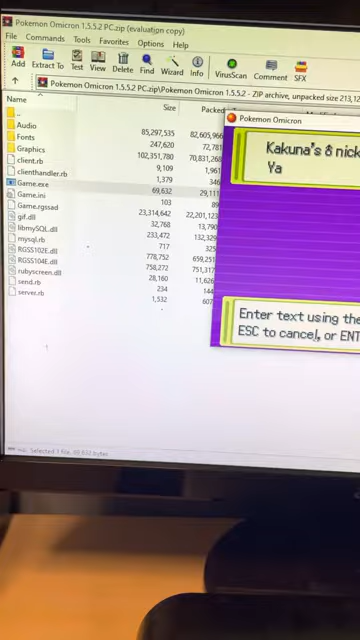 Pokemon Omicron 1.5.5.2 PC.zip (evaluation copy)
File Commands Tools Favorites Options Help
Add Extract To Test View Delete Find Wizard Info VirusScan Comment SFX
Pokemon Omicron 1.5.5.2 PC.zip\Pokemon Omicron 1.5.5.2 - ZIP archive, unpacked size 213,12
Name Size Packed
..
Audio 85,297,535 82,605,966
Fonts 247,620 72,781
Graphics 102,351,780 70,831,268
client.rb 9,109 1,961
clienthandler.rb 1,379 346
Game.exe 69,632 29,111
Game.ini 103 89
Game.rgssad 23,314,642 22,201,123
gif.dll 32,768 13,790
libmySQL.dll 233,472 132,329
mysql.rb 717 325
RGSS102E.dll 778,752 659,251
RGSS104E.dll 758,272 751,317
rubyscreen.dll 28,160 11,626
send.rb 234 144
server.rb 1,532 607
Selected 1 file, 69,632 bytes
Pokemon Omicron
Kakuna's ♂ nick
Ya
Enter text using the
ESC to cancel, or ENT